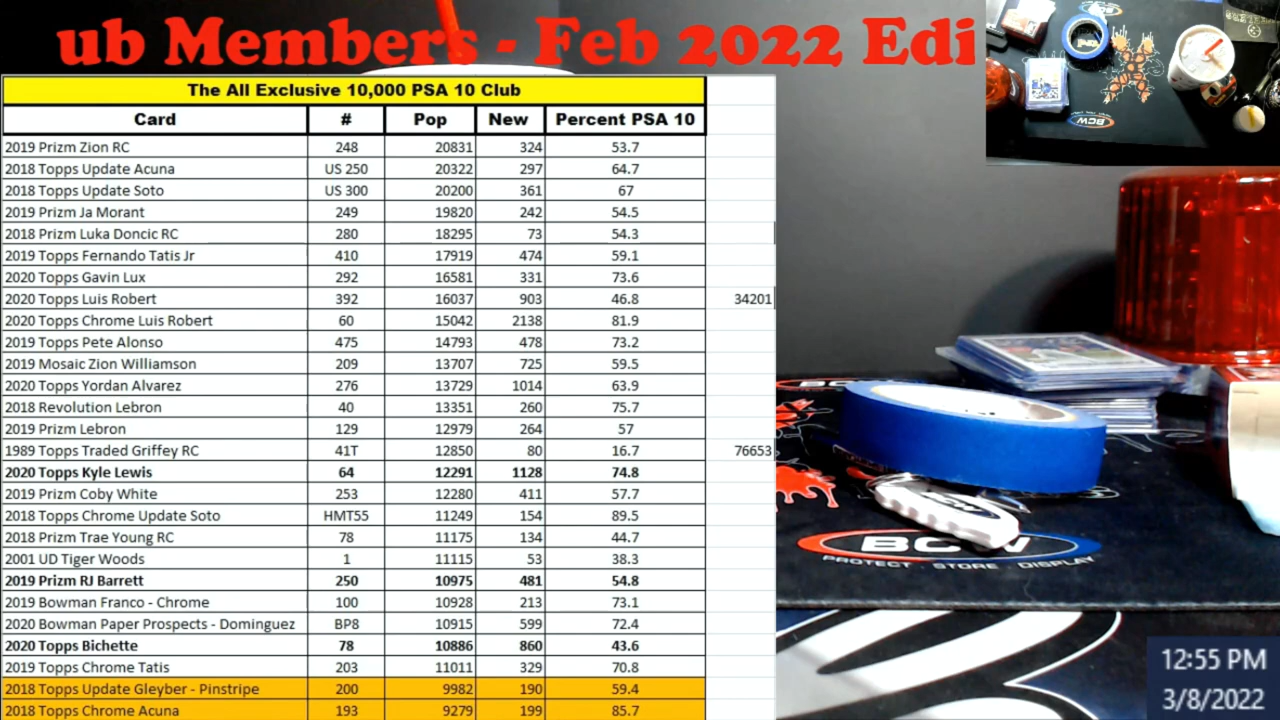 ub Members - Feb 2022 Edi
The All Exclusive 10,000 PSA 10 Club
Card # Pop New Percent PSA 10
2019 Prizm Zion RC 248 20831 324 53.7
2018 Topps Update Acuna US 250 20322 297 64.7
2018 Topps Update Soto US 300 20200 361 67
2019 Prizm Ja Morant 249 19820 242 54.5
2018 Prizm Luka Doncic RC 280 18295 73 54.3
2019 Topps Fernando Tatis Jr 410 17919 474 59.1
2020 Topps Gavin Lux 292 16581 331 73.6
2020 Topps Luis Robert 392 16037 903 46.8 34201
2020 Topps Chrome Luis Robert 60 15042 2138 81.9
2019 Topps Pete Alonso 475 14793 478 73.2
2019 Mosaic Zion Williamson 209 13707 725 59.5
2020 Topps Yordan Alvarez 276 13729 1014 63.9
2018 Revolution Lebron 40 13351 260 75.7
2019 Prizm Lebron 129 12979 264 57
1989 Topps Traded Griffey RC 41T 12850 80 16.7 76653
2020 Topps Kyle Lewis 64 12291 1128 74.8
2019 Prizm Coby White 253 12280 411 57.7
2018 Topps Chrome Update Soto HMT55 11249 154 89.5
2018 Prizm Trae Young RC 78 11175 134 44.7
2001 UD Tiger Woods 1 11115 53 38.3
2019 Prizm RJ Barrett 250 10975 481 54.8
2019 Bowman Franco - Chrome 100 10928 213 73.1
2020 Bowman Paper Prospects - Dominguez BP8 10915 599 72.4
2020 Topps Bichette 78 10886 860 43.6
2019 Topps Chrome Tatis 203 11011 329 70.8
2018 Topps Update Gleyber - Pinstripe 200 9982 190 59.4
2018 Topps Chrome Acuna 193 9279 199 85.7
BCW
BCW
PROTECT · STORE · DISPLAY
12:55 PM
3/8/2022